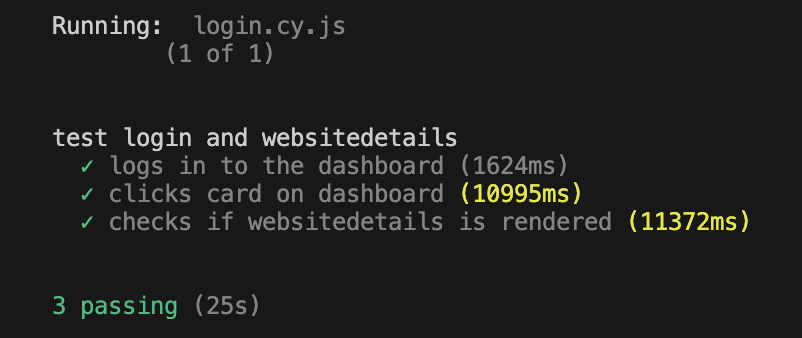 Running: login.cy.js
(1 of 1)
test login and websitedetails
✓ logs in to the dashboard (1624ms)
✓ clicks card on dashboard (10995ms)
✓ checks if websitedetails is rendered (11372ms)
3 passing (25s)